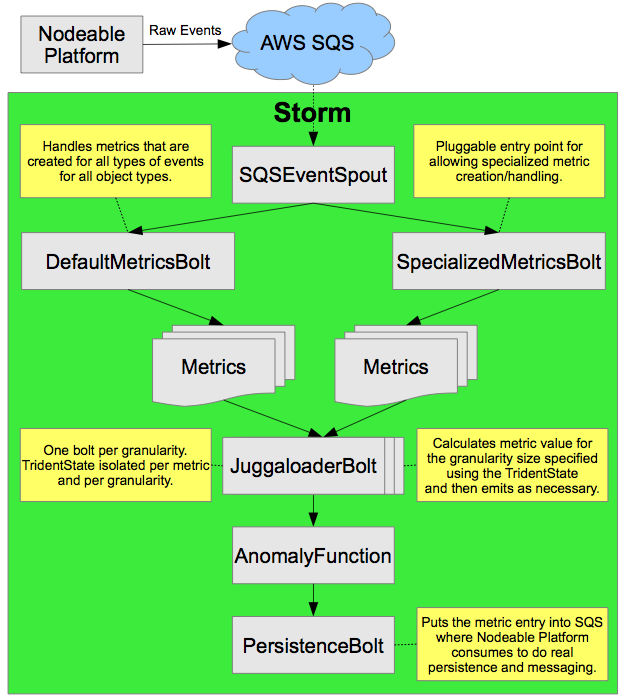 Nodeable
Platform
Raw Events
AWS SQS
Storm
Handles metrics that are
created for all types of events
for all object types.
Pluggable entry point for
allowing specialized metric
creation/handling.
SQSEventSpout
DefaultMetricsBolt
SpecializedMetricsBolt
Metrics
Metrics
One bolt per granularity.
TridentState isolated per metric
and per granularity.
JuggaloaderBolt
Calculates metric value for
the granularity size specified
using the TridentState
and then emits as necessary.
AnomalyFunction
PersistenceBolt
Puts the metric entry into SQS
where Nodeable Platform
consumes to do real
persistence and messaging.